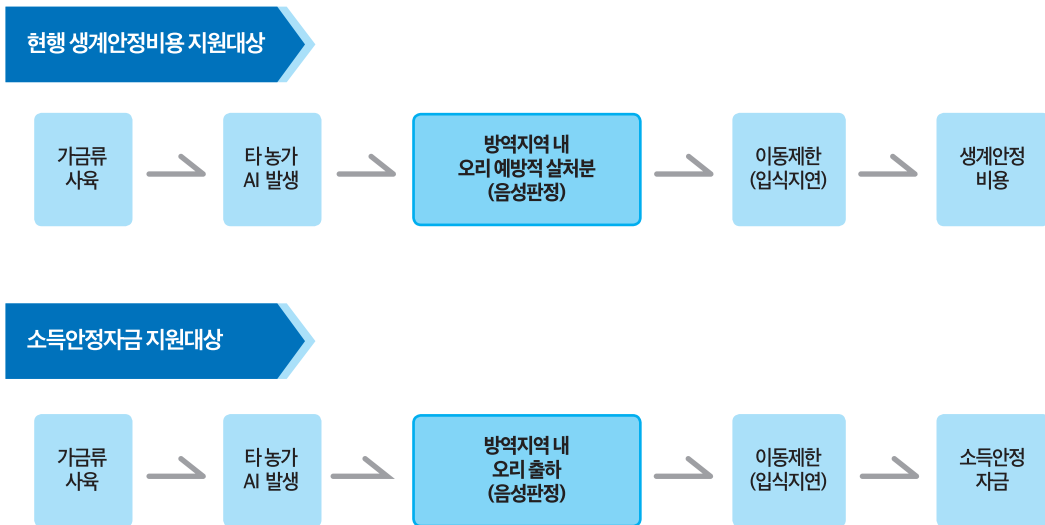 현행 생계안정비용 지원대상
가금류
사육
타 농가
AI 발생
방역지역 내
오리 예방적 살처분
(음성판정)
이동제한
(입식지연)
생계안정
비용
소득안정자금 지원대상
가금류
사육
타 농가
AI 발생
방역지역 내
오리 출하
(음성판정)
이동제한
(입식지연)
소득안정
자금